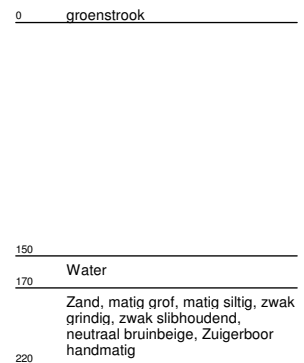 0 groenstrook
150
Water
170
Zand, matig grof, matig siltig, zwak
grindig, zwak slibhoudend,
neutraal bruinbeige, Zuigerboor
handmatig
220